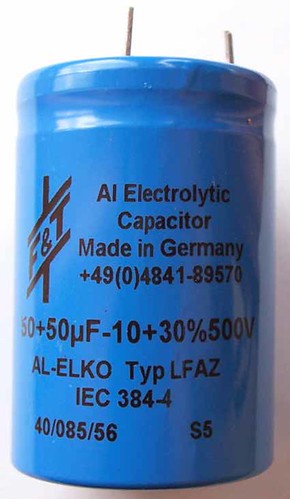 F&T
Al Electrolytic
Capacitor
Made in Germany
+49(0)4841-89570
50+50µF-10+30%500V
AL-ELKO Typ LFAZ
IEC 384-4
40/085/56 S5